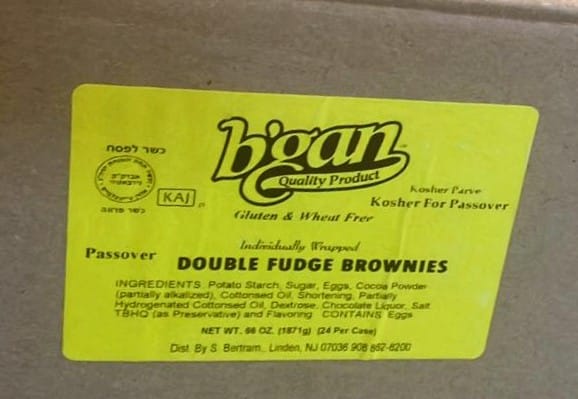 b'gan
Quality Product
Gluten & Wheat Free
כשר לפסח
KAJ
כשר פרווה
Kosher Parve
Kosher For Passover
Passover
Individually Wrapped
DOUBLE FUDGE BROWNIES
INGREDIENTS: Potato Starch, Sugar, Eggs, Cocoa Powder
(partially alkalized), Cottonsed Oil, Shortening, Partially
Hydrogenated Cottonsed Oil, Dextrose, Chocolate Liquor, Salt
TBHQ (as Preservative) and Flavoring CONTAINS: Eggs
NET WT. 66 OZ. (1871g) (24 Per Case)
Dist. By S. Bertram., Linden, NJ 07036 908 862-8200